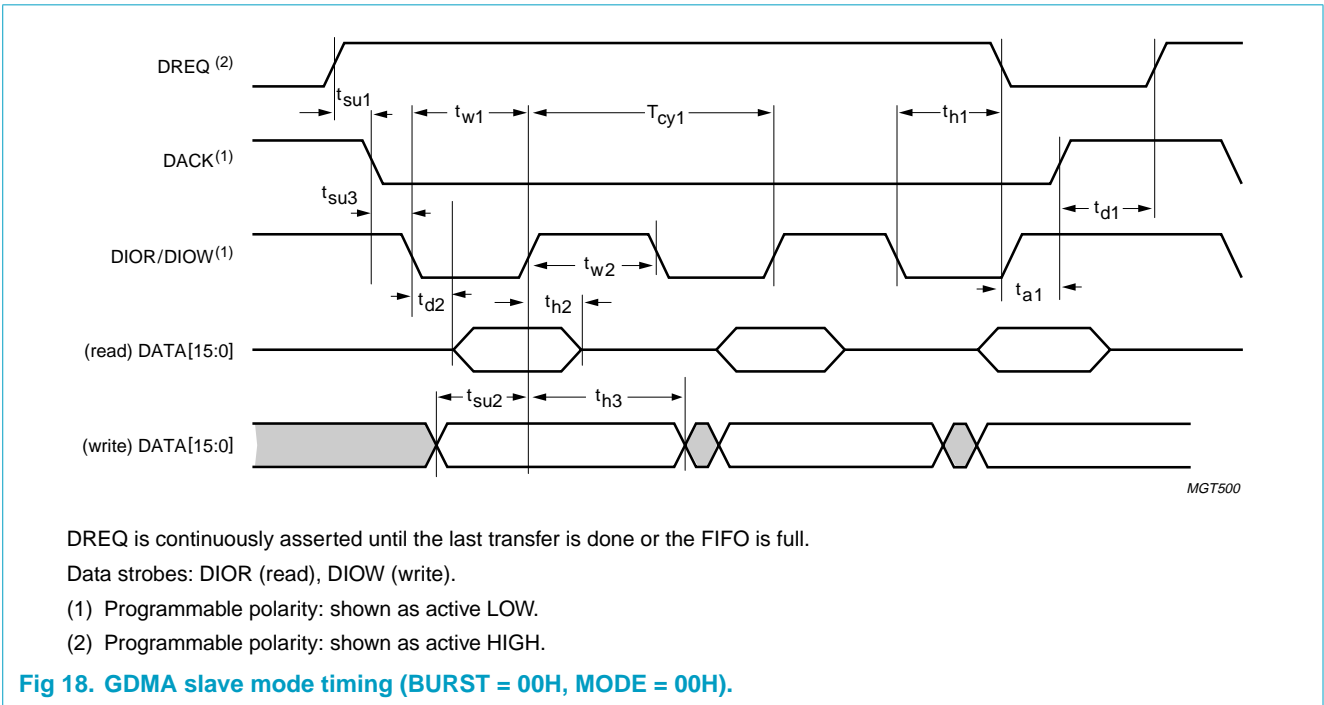 DREQ (2)
tsu1
tw1
Tcy1
th1
DACK(1)
tsu3
td1
DIOR/DIOW(1)
tw2
td2
th2
ta1
(read) DATA[15:0]
tsu2
th3
(write) DATA[15:0]
MGT500
DREQ is continuously asserted until the last transfer is done or the FIFO is full.
Data strobes: DIOR (read), DIOW (write).
(1) Programmable polarity: shown as active LOW.
(2) Programmable polarity: shown as active HIGH.
Fig 18. GDMA slave mode timing (BURST = 00H, MODE = 00H).